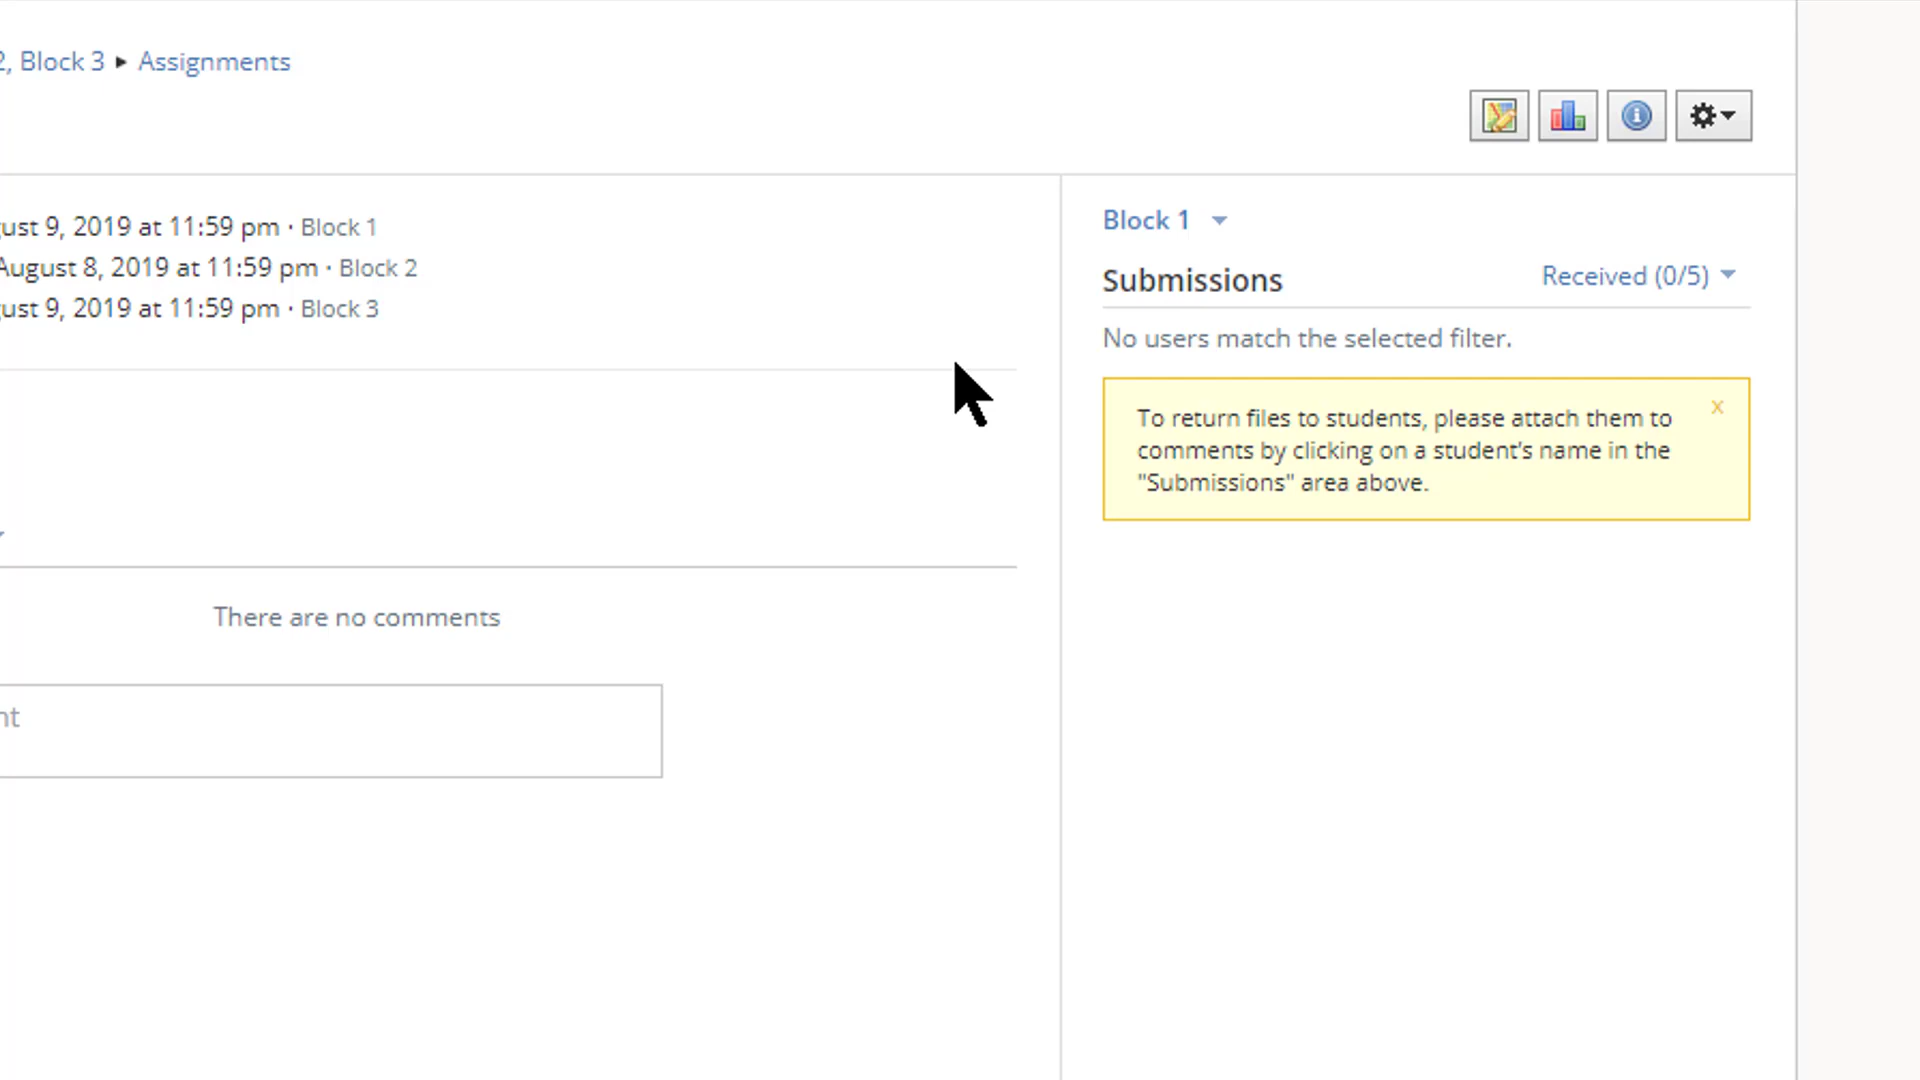 2, Block 3 ▸ Assignments
ust 9, 2019 at 11:59 pm · Block 1
August 8, 2019 at 11:59 pm · Block 2
ust 9, 2019 at 11:59 pm · Block 3
There are no comments
nt
Block 1
Submissions
Received (0/5)
No users match the selected filter.
To return files to students, please attach them to
comments by clicking on a student's name in the
"Submissions" area above.
x